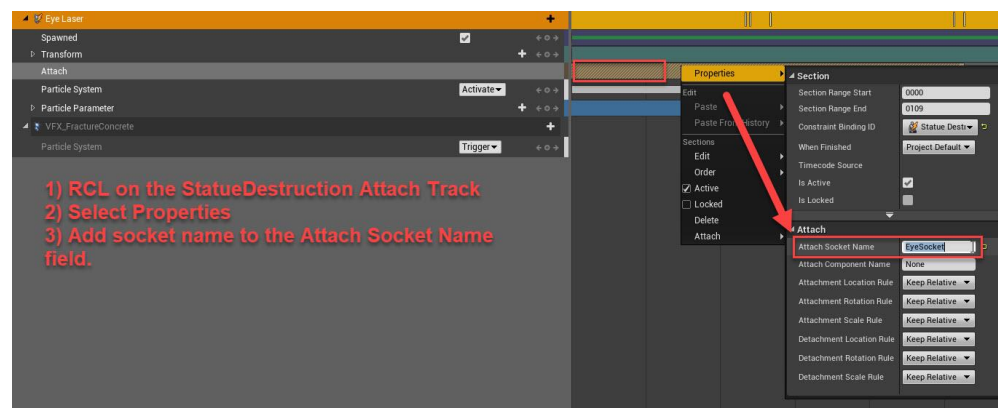 Eye Laser
Spawned
Transform
Attach
Particle System Activate
Particle Parameter
VFX_FractureConcrete
Particle System Trigger
1) RCL on the StatueDestruction Attach Track
2) Select Properties
3) Add socket name to the Attach Socket Name
field.
Properties
Edit
Paste
Paste From History
Sections
Edit
Order
Active
Locked
Delete
Attach
Section
Section Range Start 0000
Section Range End 0109
Constraint Binding ID Statue Destr
When Finished Project Default
Timecode Source
Is Active
Is Locked
Attach
Attach Socket Name EyeSocket
Attach Component Name None
Attachment Location Rule Keep Relative
Attachment Rotation Rule Keep Relative
Attachment Scale Rule Keep Relative
Detachment Location Rule Keep Relative
Detachment Rotation Rule Keep Relative
Detachment Scale Rule Keep Relative